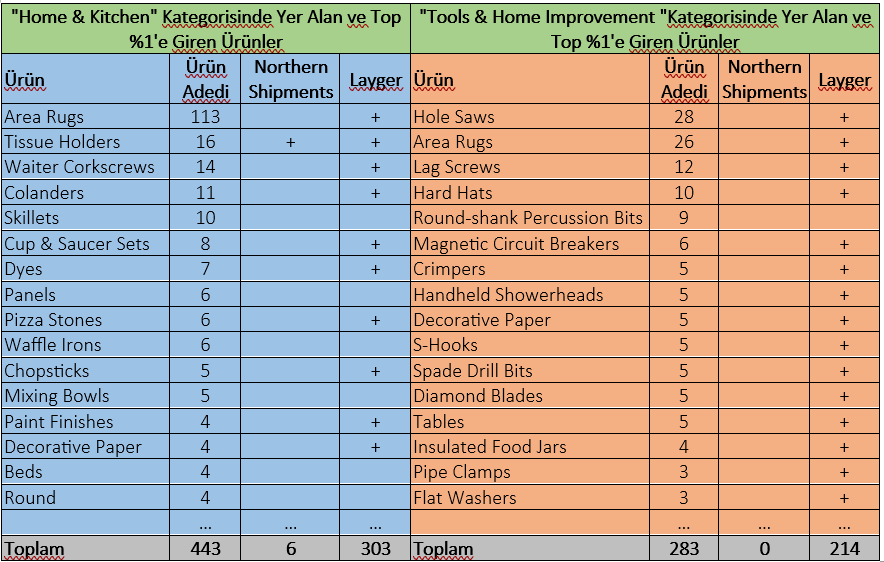 "Home & Kitchen" Kategorisinde Yer Alan ve Top
%1'e Giren Ürünler
Ürün Ürün Adedi Northern Shipments Layger
Area Rugs 113 +
Tissue Holders 16 + +
Waiter Corkscrews 14 +
Colanders 11 +
Skillets 10
Cup & Saucer Sets 8 +
Dyes 7 +
Panels 6
Pizza Stones 6 +
Waffle Irons 6
Chopsticks 5 +
Mixing Bowls 5
Paint Finishes 4 +
Decorative Paper 4 +
Beds 4
Round 4
... ... ...
Toplam 443 6 303
"Tools & Home Improvement "Kategorisinde Yer Alan ve
Top %1'e Giren Ürünler
Ürün Ürün Adedi Northern Shipments Layger
Hole Saws 28 +
Area Rugs 26 +
Lag Screws 12 +
Hard Hats 10 +
Round-shank Percussion Bits 9
Magnetic Circuit Breakers 6 +
Crimpers 5 +
Handheld Showerheads 5 +
Decorative Paper 5 +
S-Hooks 5 +
Spade Drill Bits 5 +
Diamond Blades 5 +
Tables 5 +
Insulated Food Jars 4 +
Pipe Clamps 3 +
Flat Washers 3 +
... ... ...
Toplam 283 0 214